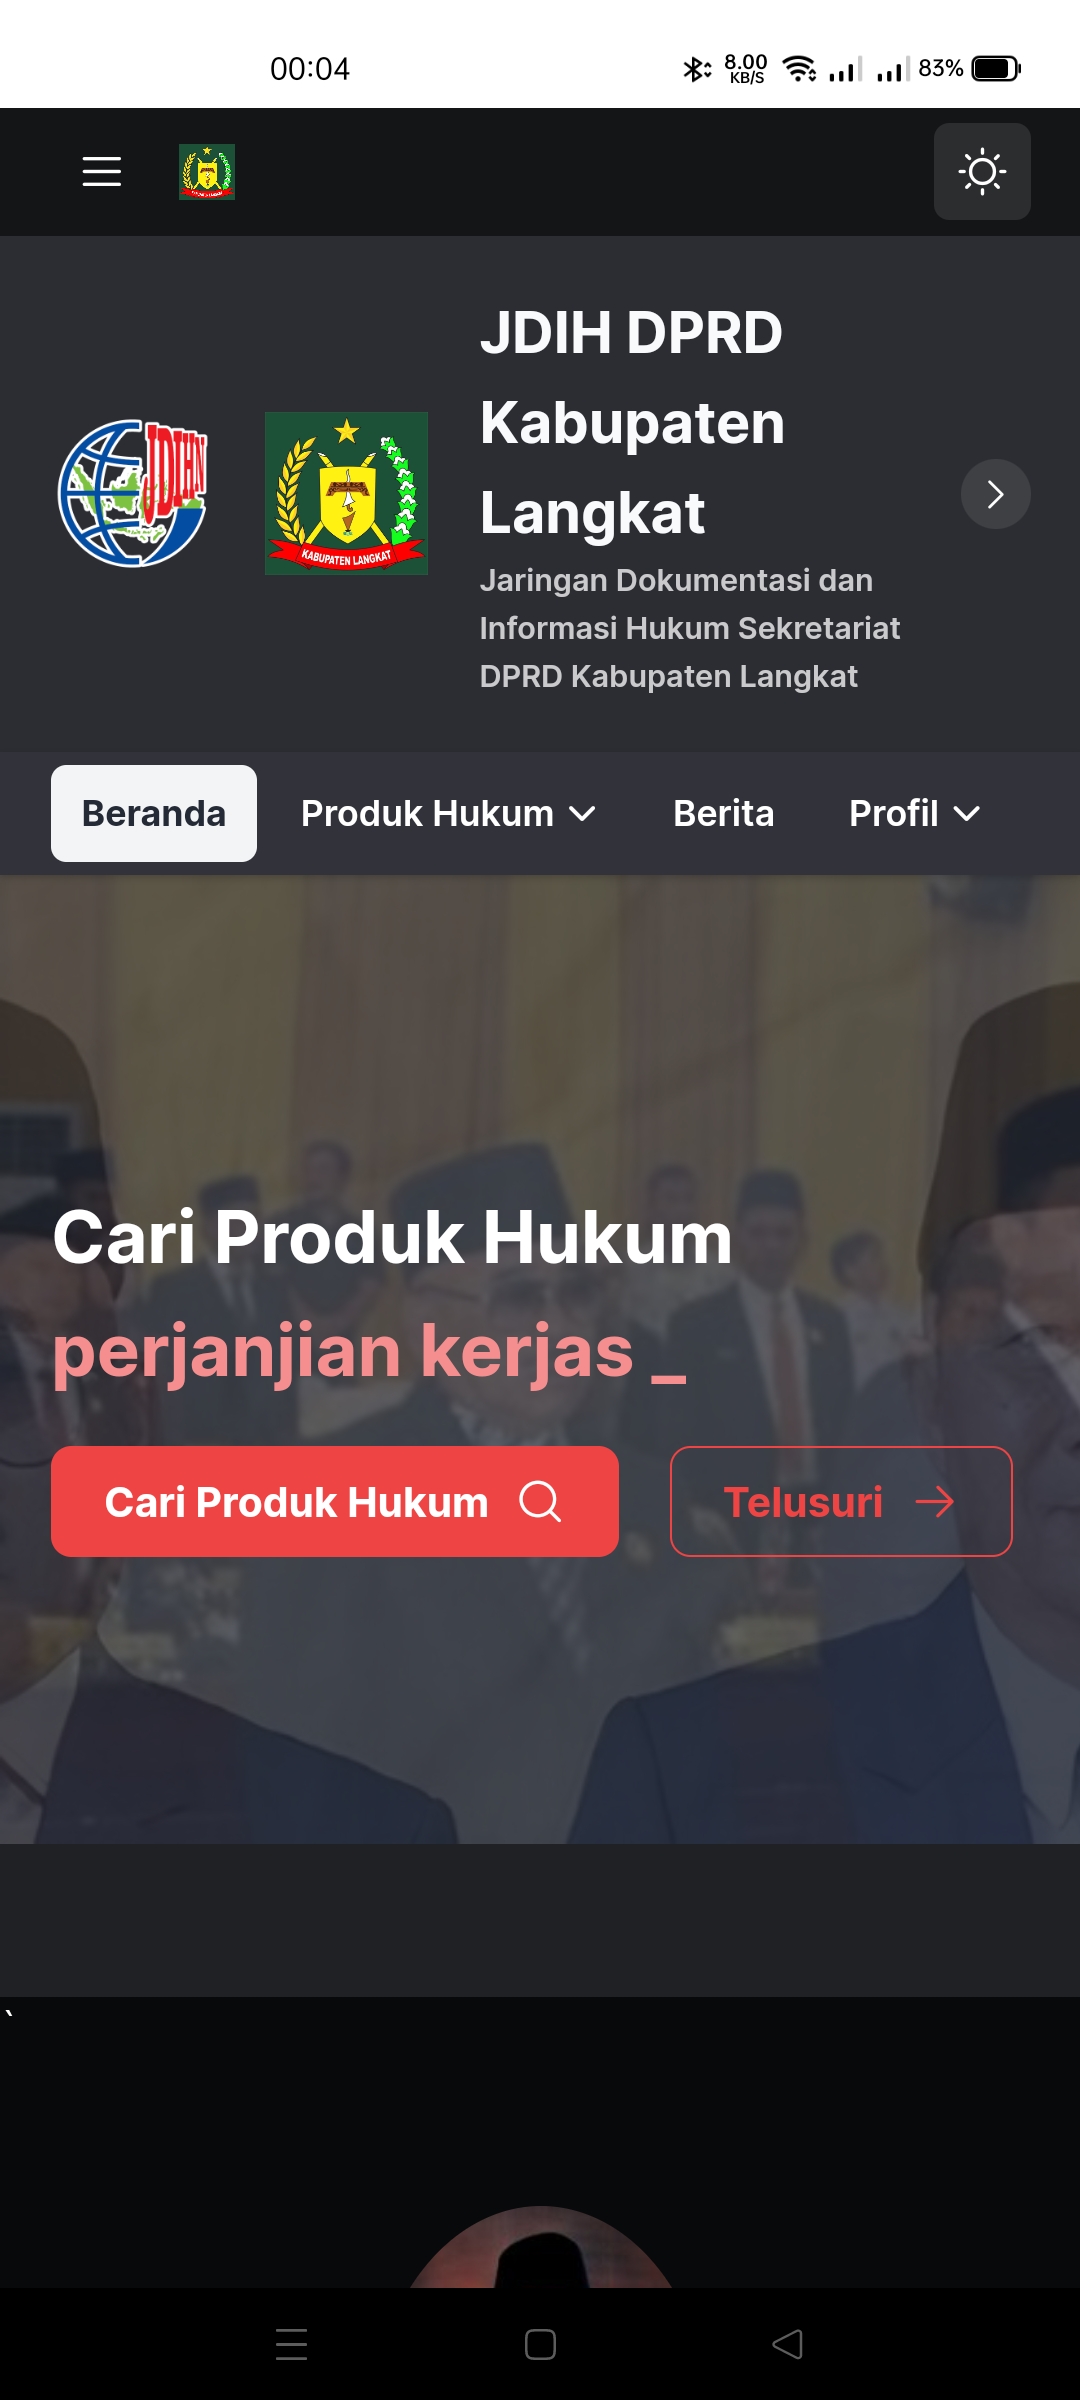 00:04
8.00
KB/S
83%
JDIHN
KABUPATEN LANGKAT
JDIH DPRD
Kabupaten
Langkat
Jaringan Dokumentasi dan
Informasi Hukum Sekretariat
DPRD Kabupaten Langkat
Beranda
Produk Hukum
Berita
Profil
Cari Produk Hukum
perjanjian kerjas _
Cari Produk Hukum
Telusuri
`